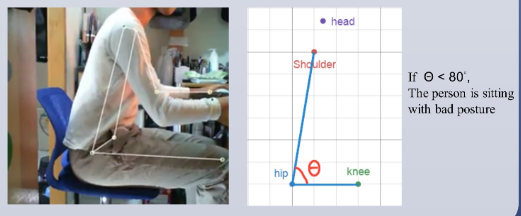 head
Shoulder
hip
Θ
knee
If Θ < 80°,
The person is sitting
with bad posture